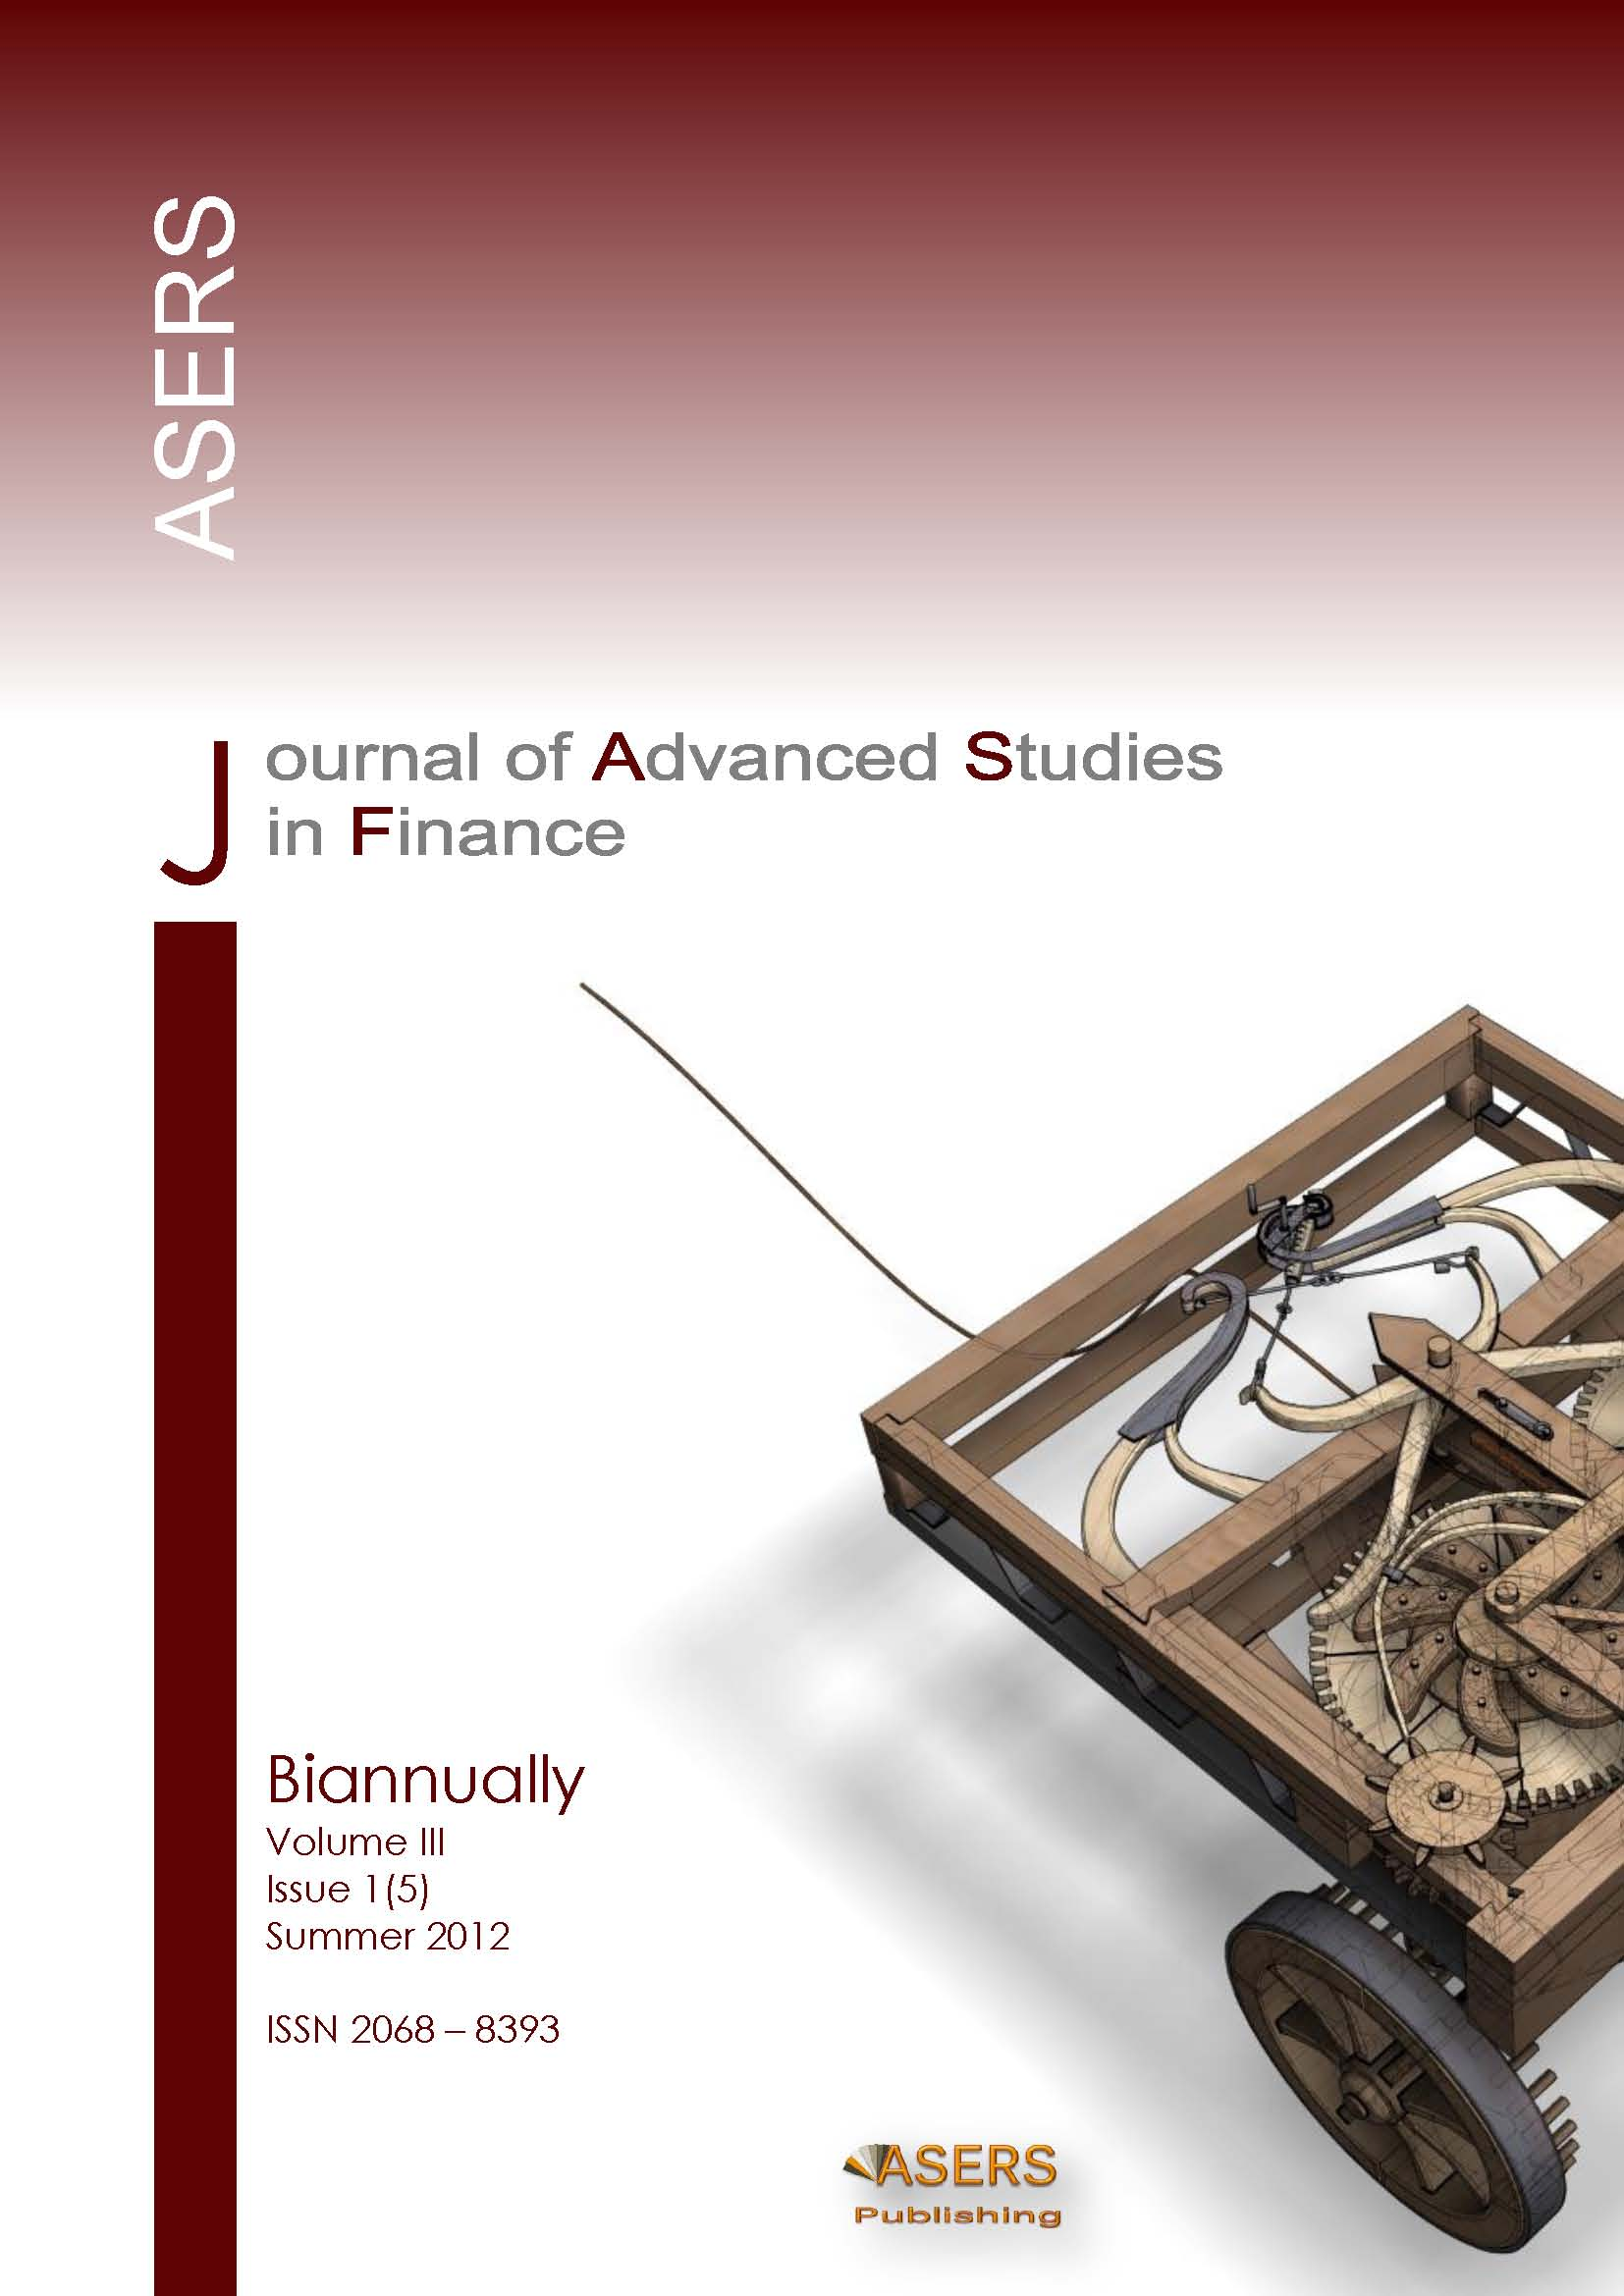 ASERS
Journal of Advanced Studies
in Finance
Biannually
Volume III
Issue 1(5)
Summer 2012
ISSN 2068 – 8393
ASERS
Publishing